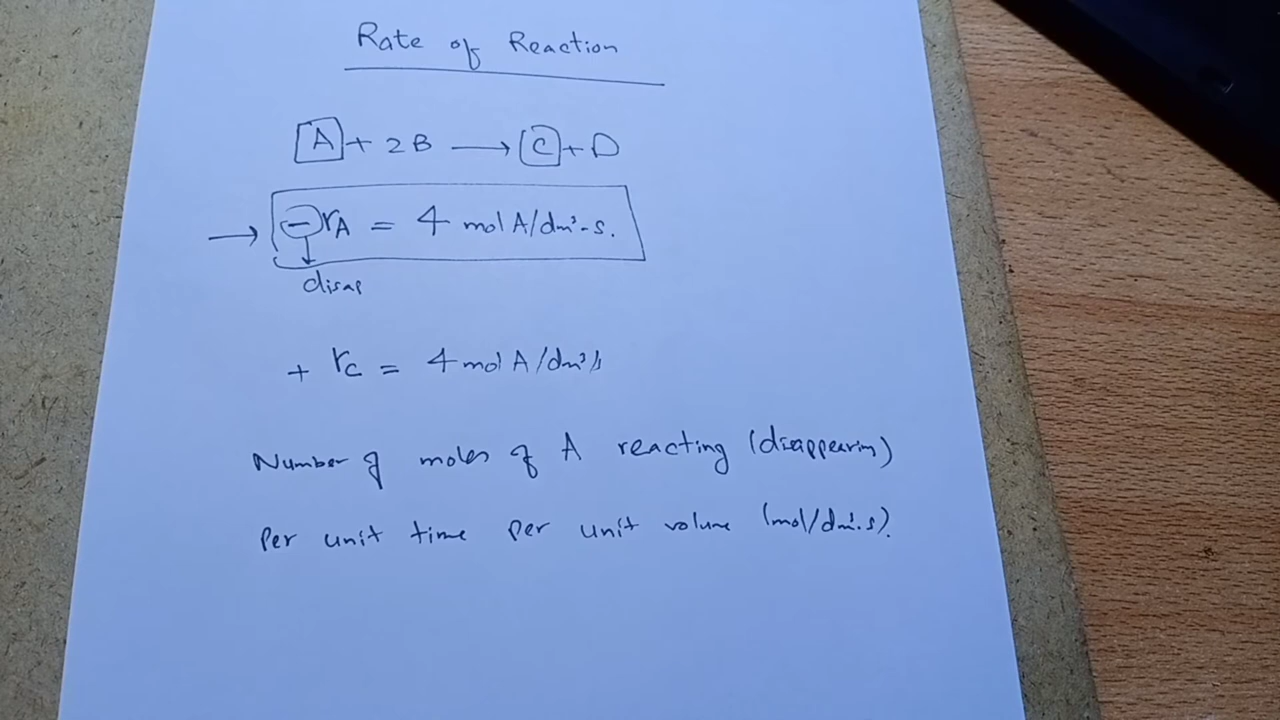 Rate of Reaction
A + 2B → C + D
→ -rA = 4 mol A/dm³-s.
disap
+ rC = 4 mol A/dm³/s
Number of moles of A reacting (disappearin)
Per unit time per unit volume (mol/dm³.s).